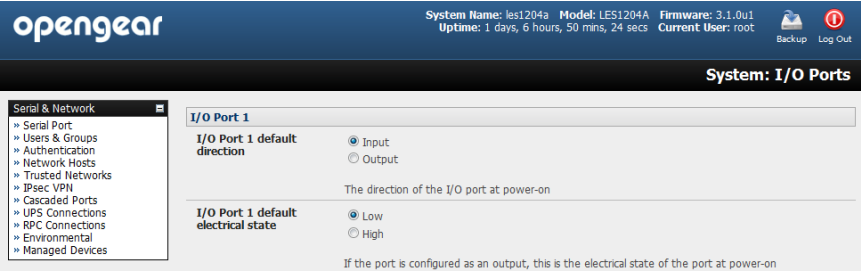 opengear
System Name: les1204a Model: LES1204A Firmware: 3.1.0u1
Uptime: 1 days, 6 hours, 50 mins, 24 secs Current User: root
Backup
Log Out
System: I/O Ports
Serial & Network
» Serial Port
» Users & Groups
» Authentication
» Network Hosts
» Trusted Networks
» IPsec VPN
» Cascaded Ports
» UPS Connections
» RPC Connections
» Environmental
» Managed Devices
I/O Port 1
I/O Port 1 default
direction
Input
Output
The direction of the I/O port at power-on
I/O Port 1 default
electrical state
Low
High
If the port is configured as an output, this is the electrical state of the port at power-on